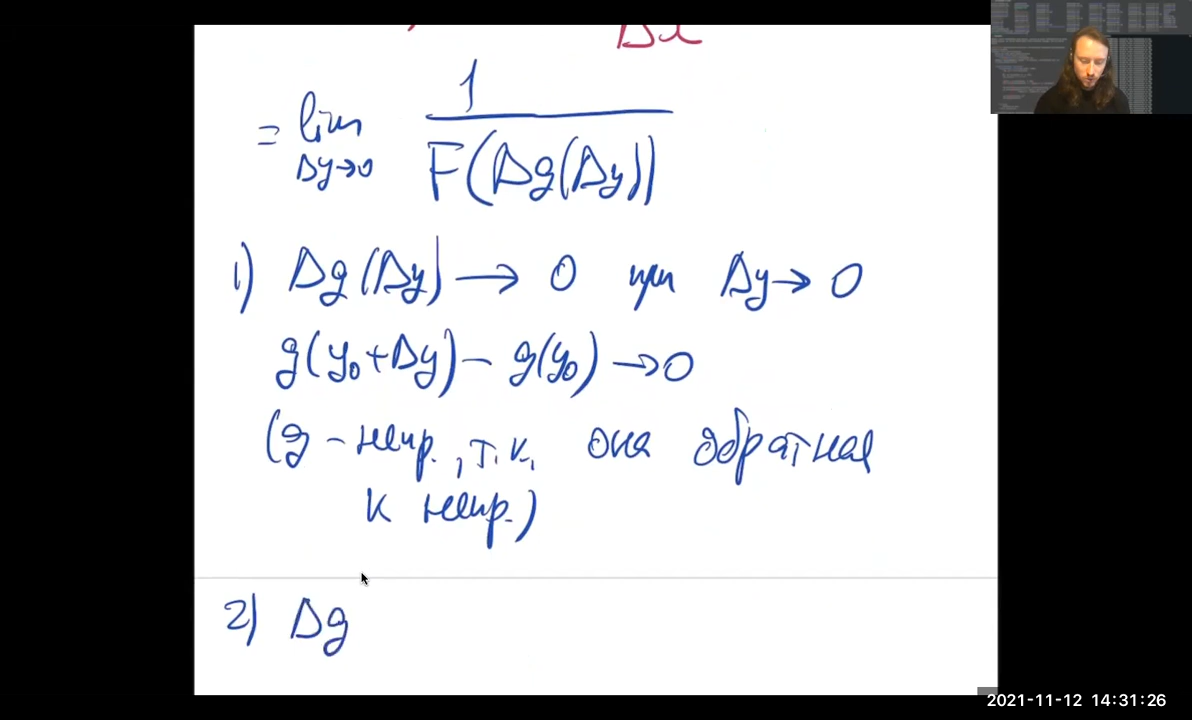 Δx
= lim 1
Δy→0 F(Δg(Δy))
1) Δg(Δy) → 0 при Δy → 0
g(y₀+Δy) − g(y₀) → 0
(g – непр., т.к. она обратная
к непр.)
2) Δg
2021-11-12 14:31:26